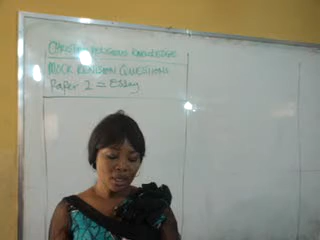 CHRISTIAN RELIGIOUS KNOWLEDGE
MOCK REVISION QUESTIONS
PAPER 2 = ESSAY